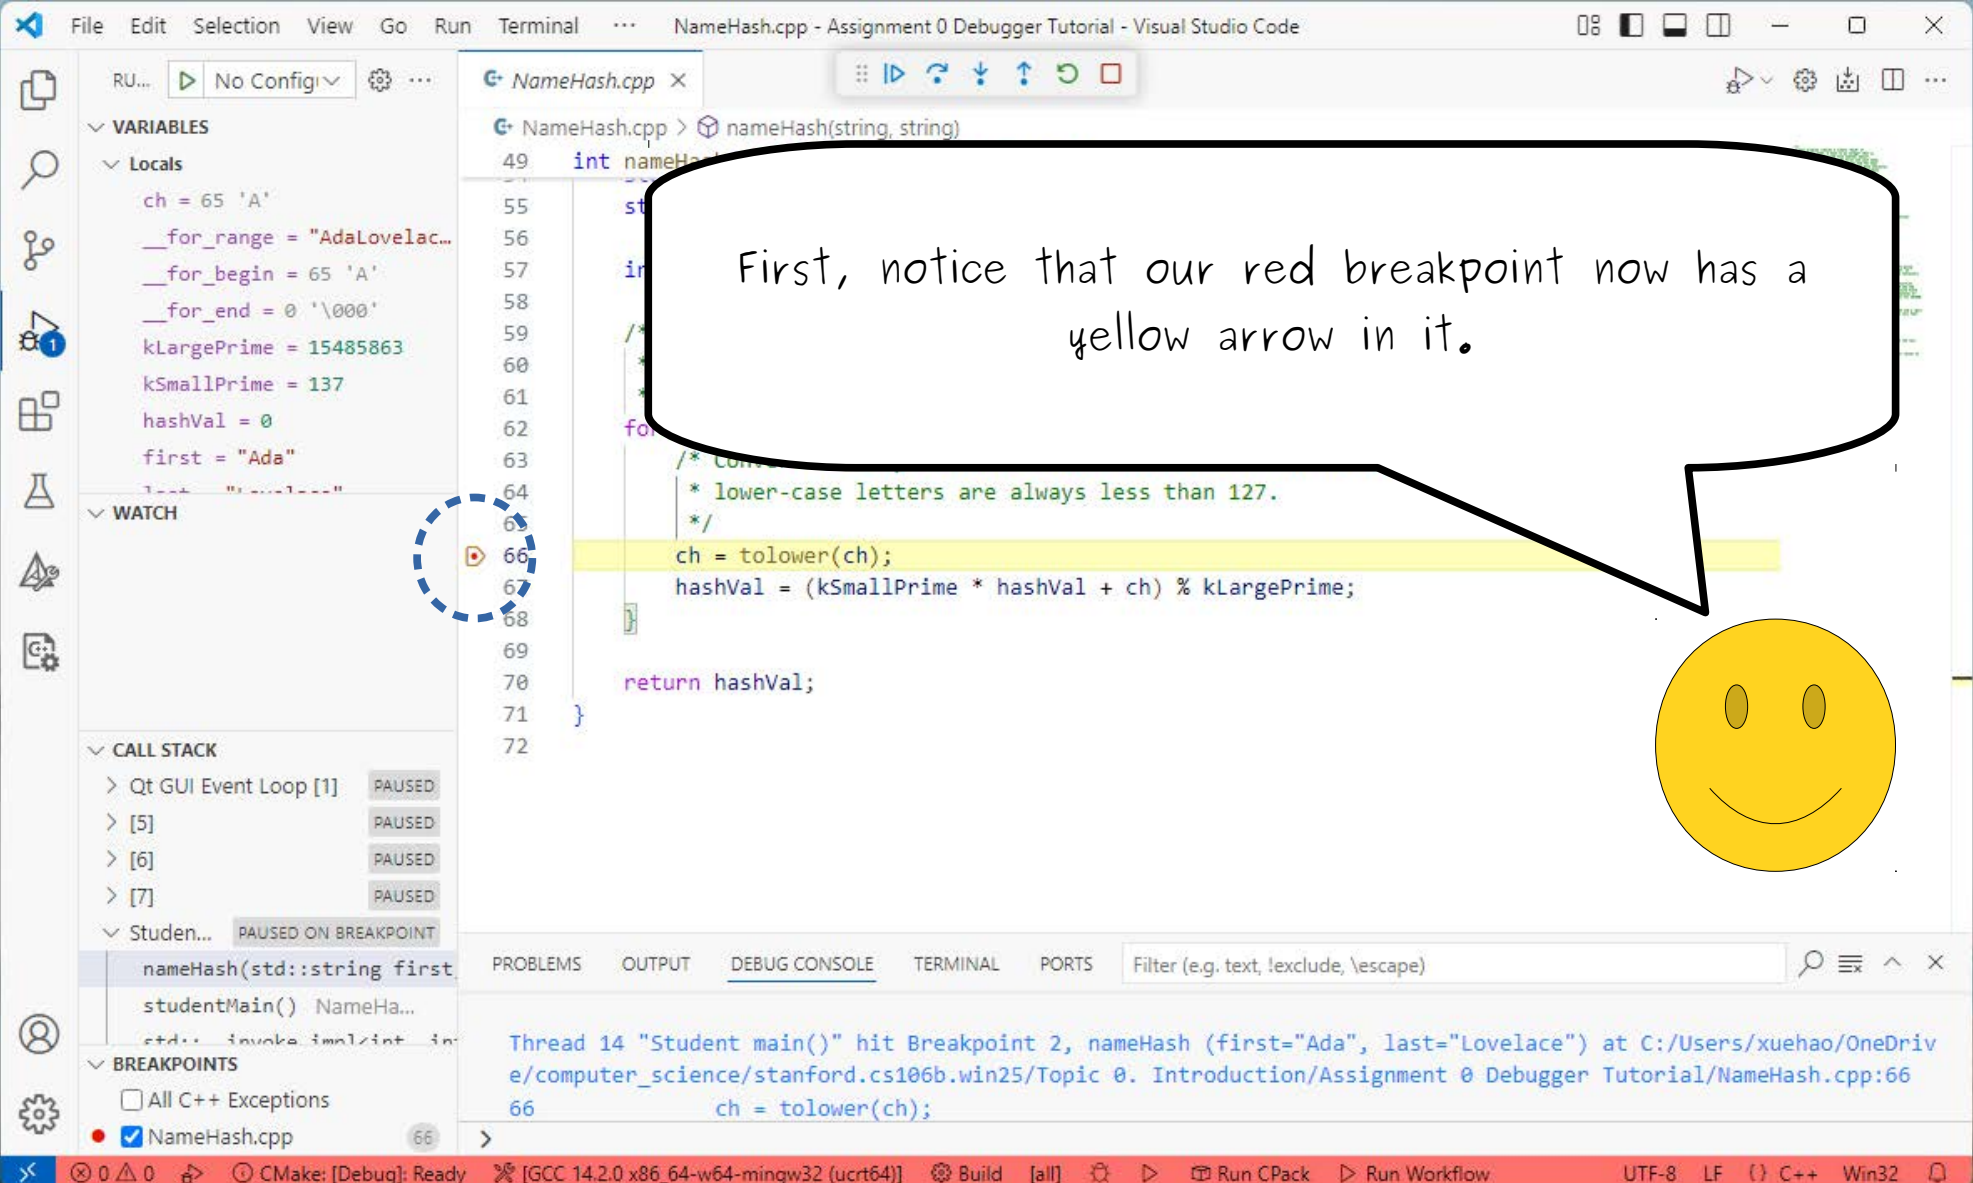 File Edit Selection View Go Run Terminal ··· NameHash.cpp - Assignment 0 Debugger Tutorial - Visual Studio Code
RU... No Config
NameHash.cpp
VARIABLES
NameHash.cpp > nameHash(string, string)
Locals
ch = 65 'A'
__for_range = "AdaLovelac…
__for_begin = 65 'A'
__for_end = 0 '\000'
kLargePrime = 15485863
kSmallPrime = 137
hashVal = 0
first = "Ada"
last = "Lovelace"
WATCH
CALL STACK
Qt GUI Event Loop [1] PAUSED
[5] PAUSED
[6] PAUSED
[7] PAUSED
Studen... PAUSED ON BREAKPOINT
nameHash(std::string first
studentMain() NameHa...
BREAKPOINTS
All C++ Exceptions
NameHash.cpp 66
49 int nameHa
55 st
56
57 in
58
59 /*
60 *
61 *
62 for
63 /*
64 * lower-case letters are always less than 127.
65 */
66 ch = tolower(ch);
67 hashVal = (kSmallPrime * hashVal + ch) % kLargePrime;
68 }
69
70 return hashVal;
71 }
72
First, notice that our red breakpoint now has a
yellow arrow in it.
1
PROBLEMS OUTPUT DEBUG CONSOLE TERMINAL PORTS Filter (e.g. text, !exclude, \escape)
Thread 14 "Student main()" hit Breakpoint 2, nameHash (first="Ada", last="Lovelace") at C:/Users/xuehao/OneDriv
e/computer_science/stanford.cs106b.win25/Topic 0. Introduction/Assignment 0 Debugger Tutorial/NameHash.cpp:66
66 ch = tolower(ch);
>
0 0 CMake: [Debug]: Ready [GCC 14.2.0 x86_64-w64-mingw32 (ucrt64)] Build [all] Run CPack Run Workflow UTF-8 LF {} C++ Win32